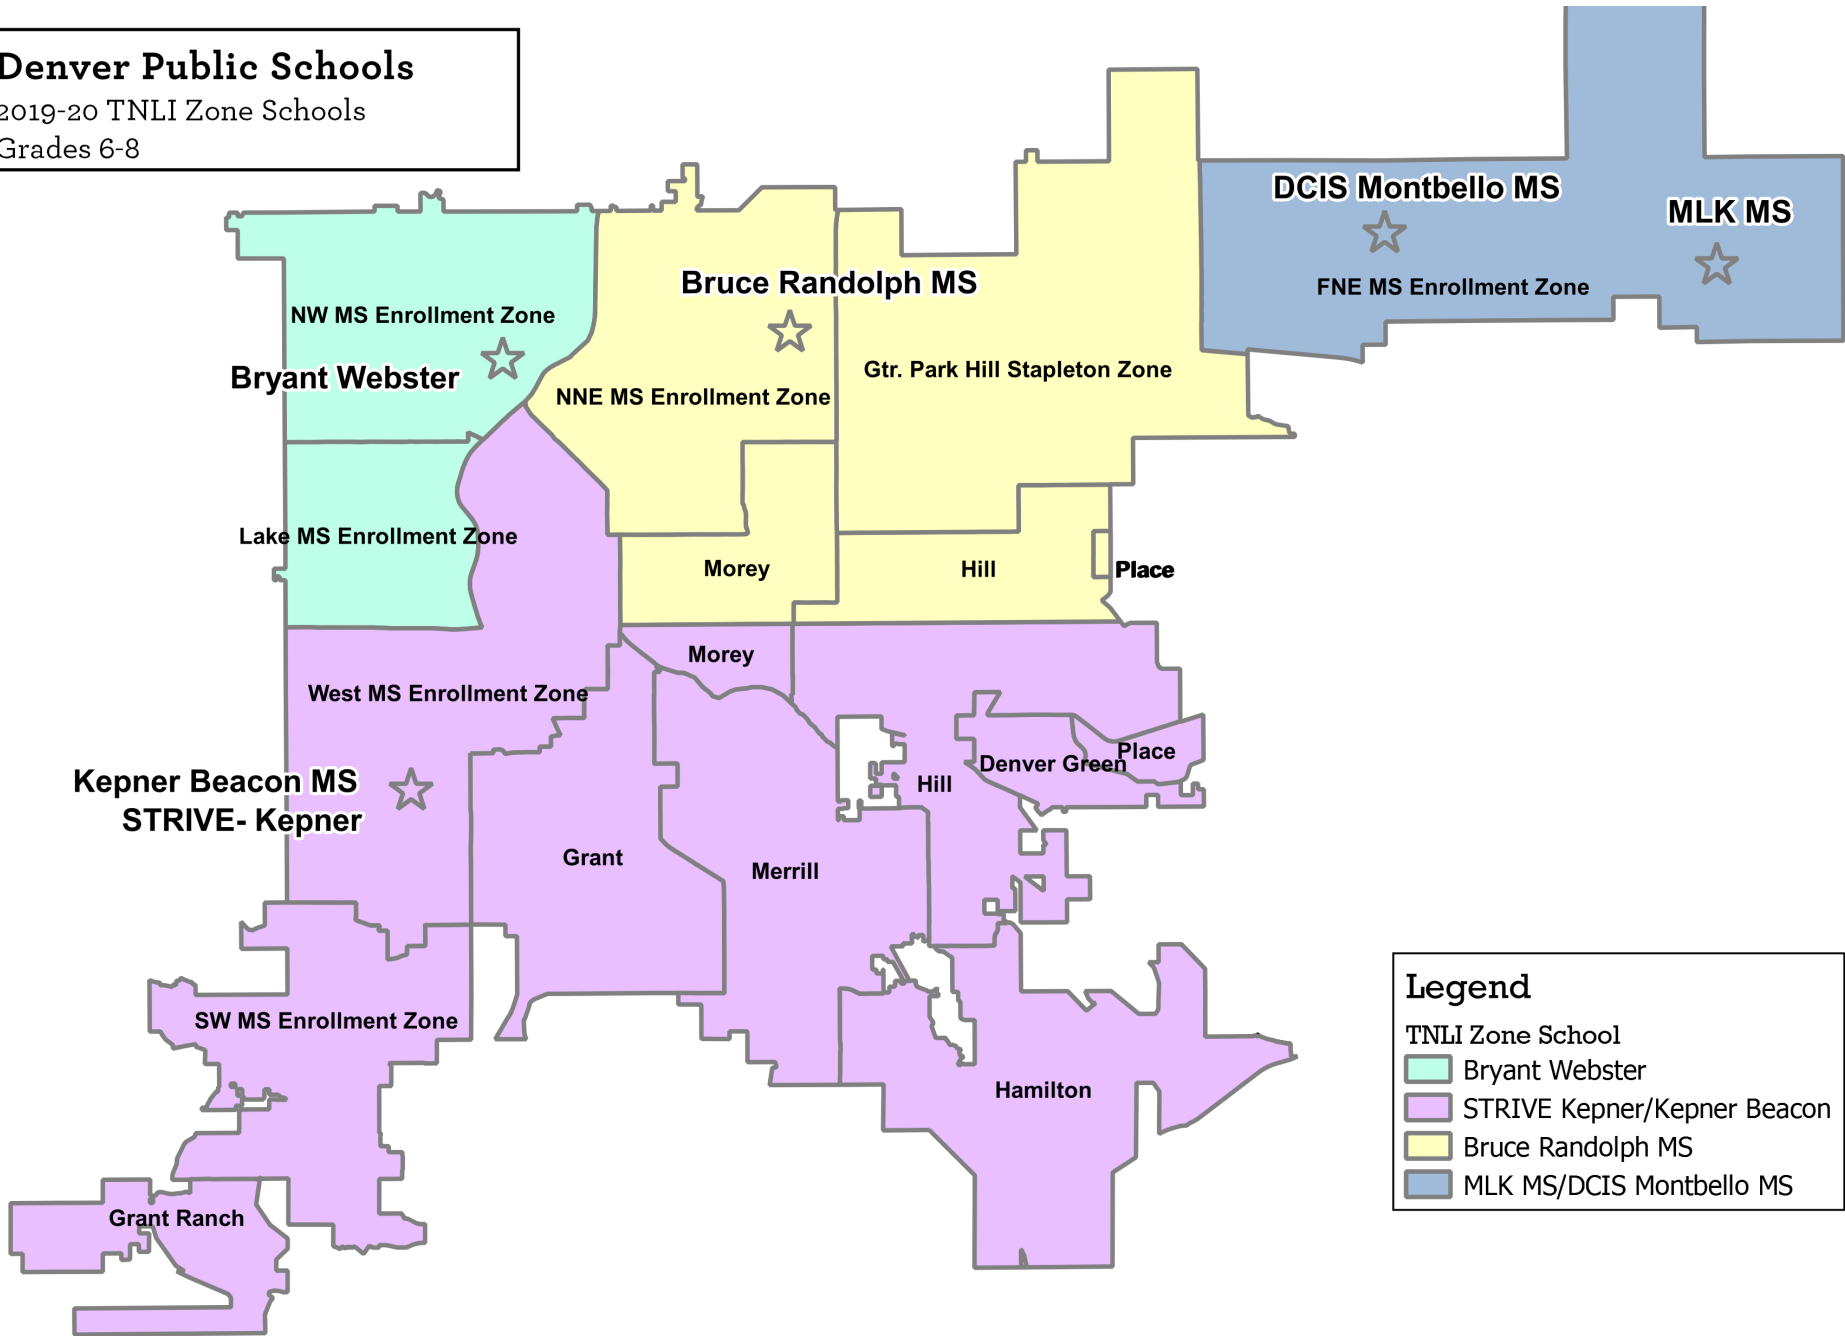 Denver Public Schools
2019-20 TNLI Zone Schools
Grades 6-8
DCIS Montbello MS
MLK MS
FNE MS Enrollment Zone
Bruce Randolph MS
NW MS Enrollment Zone
Bryant Webster
NNE MS Enrollment Zone
Gtr. Park Hill Stapleton Zone
Lake MS Enrollment Zone
Morey
Hill
Place
Morey
West MS Enrollment Zone
Place
Denver Green
Hill
Kepner Beacon MS
STRIVE- Kepner
Grant
Merrill
SW MS Enrollment Zone
Hamilton
Grant Ranch
Legend
TNLI Zone School
Bryant Webster
STRIVE Kepner/Kepner Beacon
Bruce Randolph MS
MLK MS/DCIS Montbello MS